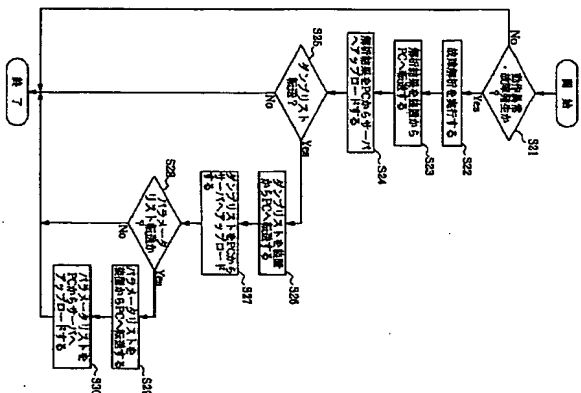 開 始
動作異常
・故障発生か
?
S21
No
Yes
故障解析を実行する
S22
解析結果を装置から
PCへ転送する
S23
解析結果をPCからサーバ
へアップロードする
S24
ダンプリスト
転送?
S25
No
Yes
ダンプリストを装置
からPCへ転送する
S26
ダンプリストをPCから
サーバへアップロード
する
S27
パラメータ
リスト転送か
?
S28
No
Yes
パラメータリストを
装置からPCへ転送する
S29
パラメータリストを
PCからサーバへ
アップロードする
S30
終 了